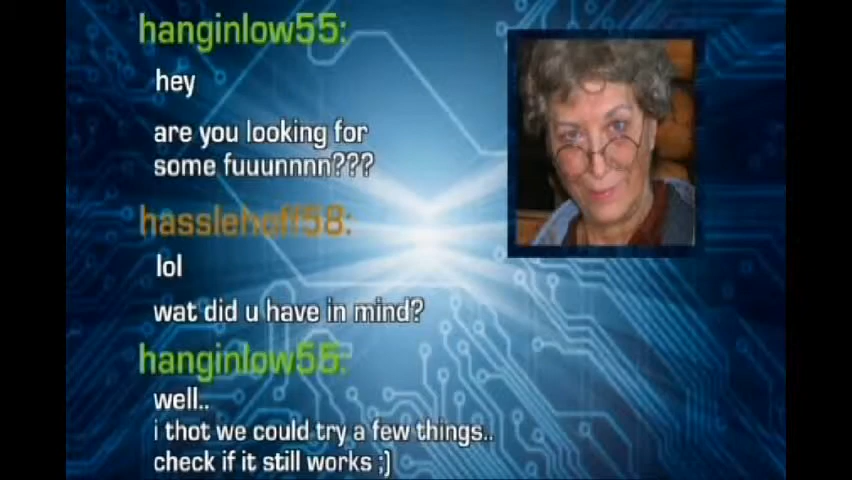 hanginlow55:
hey
are you looking for
some fuuunnnn???
hasslehoff58:
lol
wat did u have in mind?
hanginlow55:
well..
i thot we could try a few things..
check if it still works ;)